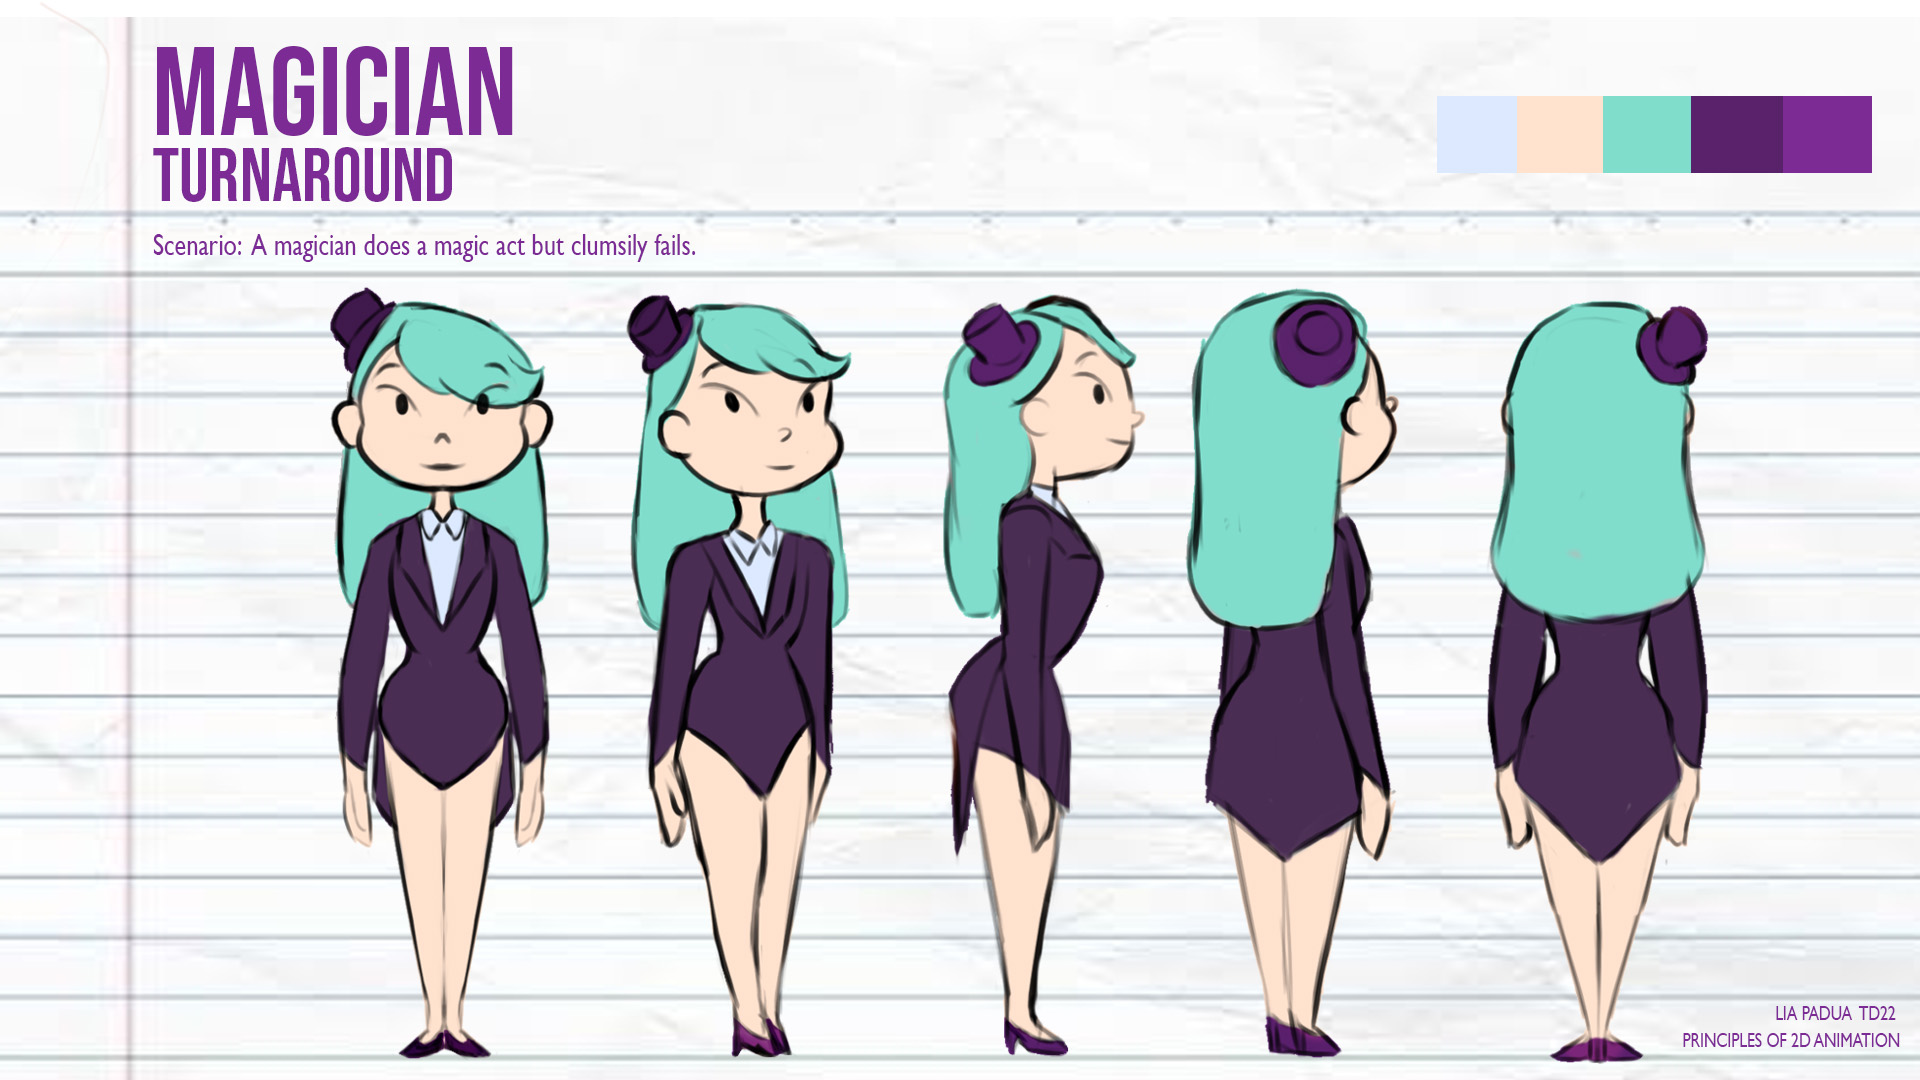 MAGICIAN
TURNAROUND
Scenario: A magician does a magic act but clumsily fails.
LIA PADUA TD22
PRINCIPLES OF 2D ANIMATION